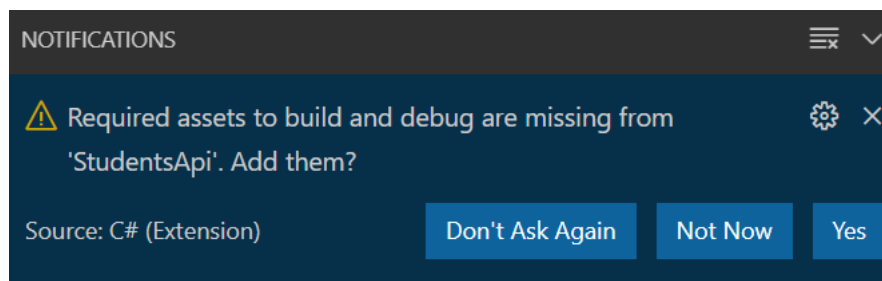 NOTIFICATIONS
Required assets to build and debug are missing from
'StudentsApi'. Add them?
Source: C# (Extension)
Don't Ask Again
Not Now
Yes